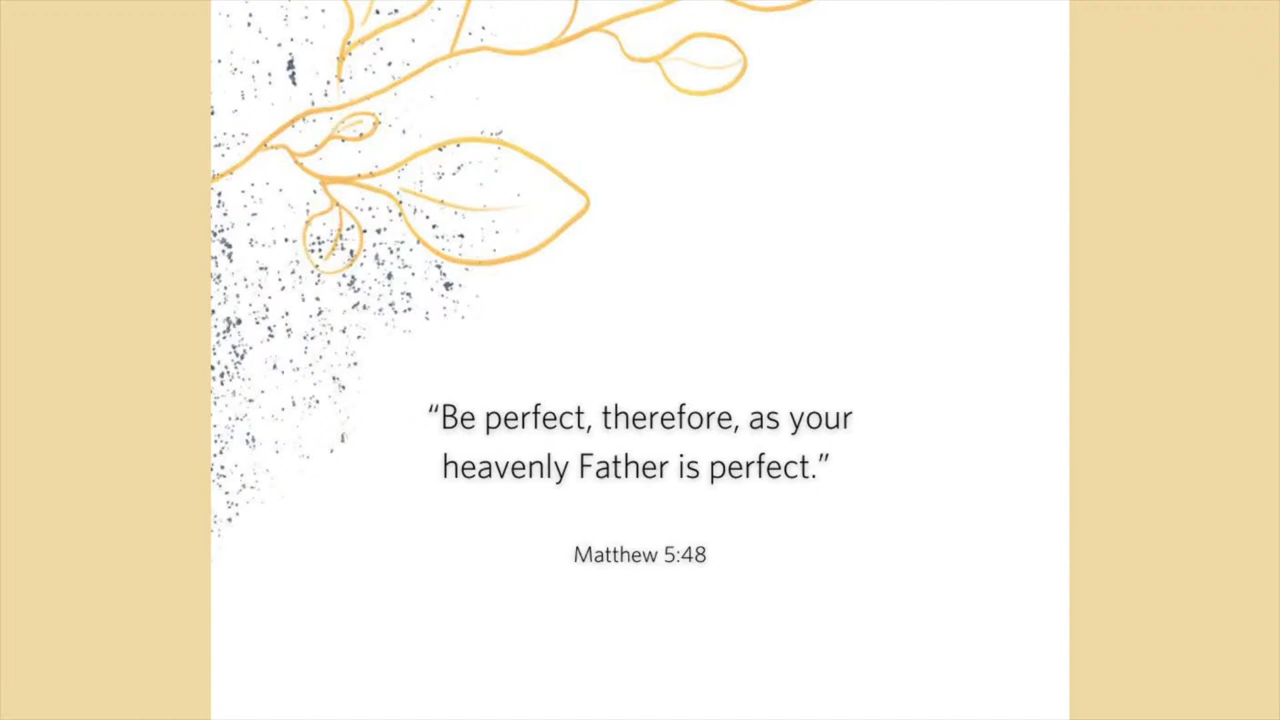 “Be perfect, therefore, as your
heavenly Father is perfect.”
Matthew 5:48